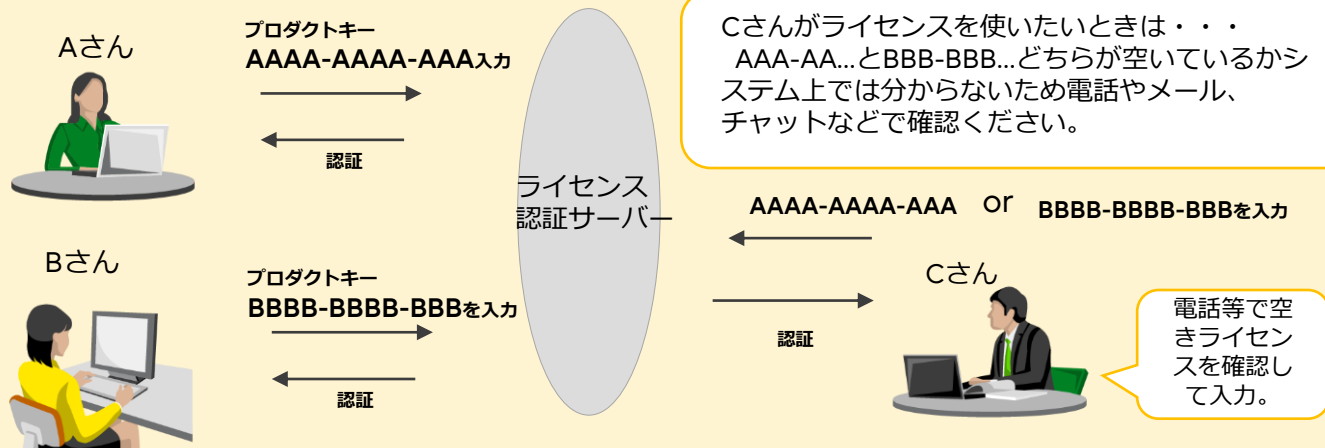 Aさん
プロダクトキー
AAAA-AAAA-AAA入力
認証
Bさん
プロダクトキー
BBBB-BBBB-BBBを入力
認証
ライセンス
認証サーバー
Cさんがライセンスを使いたいときは・・・
AAA-AA...とBBB-BBB...どちらが空いているかシ
ステム上では分からないため電話やメール、
チャットなどで確認ください。
AAAA-AAAA-AAA or BBBB-BBBB-BBBを入力
Cさん
認証
電話等で空
きライセン
スを確認し
て入力。